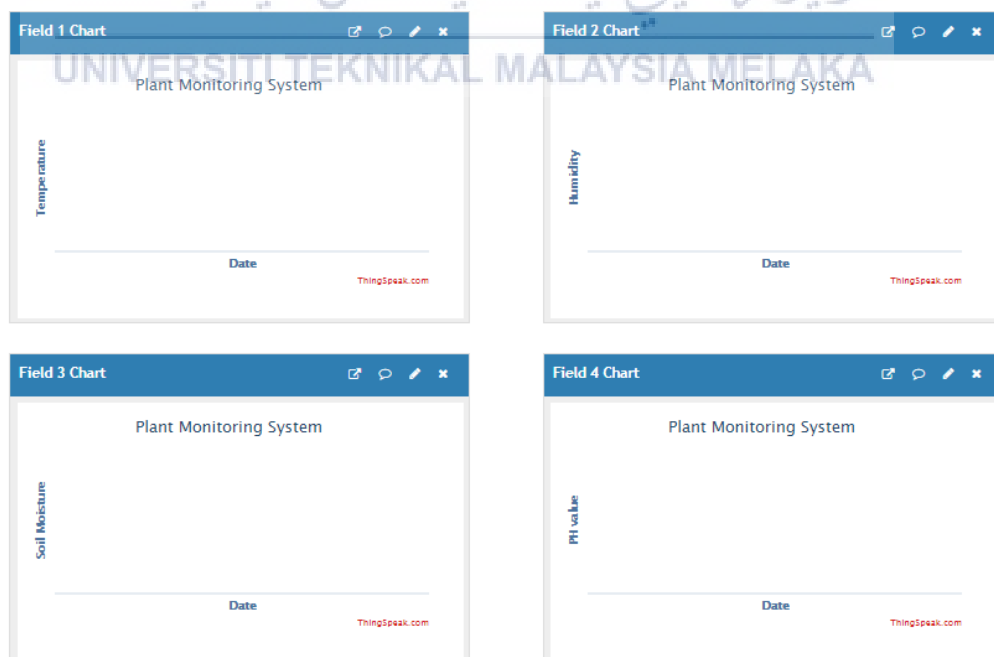 Field 1 Chart
Field 2 Chart
UNIVERSITI TEKNIKAL MALAYSIA MELAKA
Plant Monitoring System
Plant Monitoring System
Temperature
Humidity
Date
Date
ThingSpeak.com
ThingSpeak.com
Field 3 Chart
Field 4 Chart
Plant Monitoring System
Plant Monitoring System
Soil Moisture
PH value
Date
Date
ThingSpeak.com
ThingSpeak.com